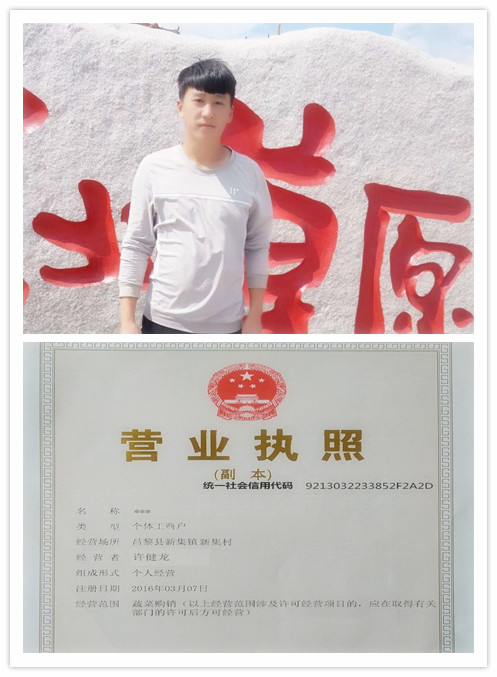 草原
营业执照
(副 本)
统一社会信用代码 9213032233852F2A2D
名 称 ***
类 型 个体工商户
经营场所 昌黎县新集镇新集村
经 营 者 许健龙
组成形式 个人经营
注册日期 2016年03月07日
经营范围 蔬菜购销（以上经营范围涉及许可经营项目的，应在取得有关
部门的许可后方可经营）